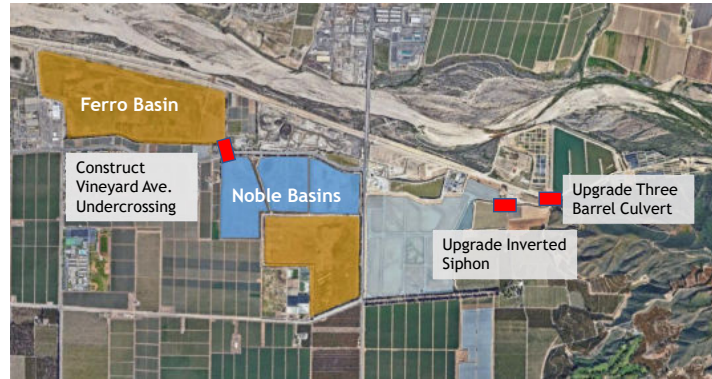 Ferro Basin
Construct
Vineyard Ave.
Undercrossing
Noble Basins
Upgrade Three
Barrel Culvert
Upgrade Inverted
Siphon